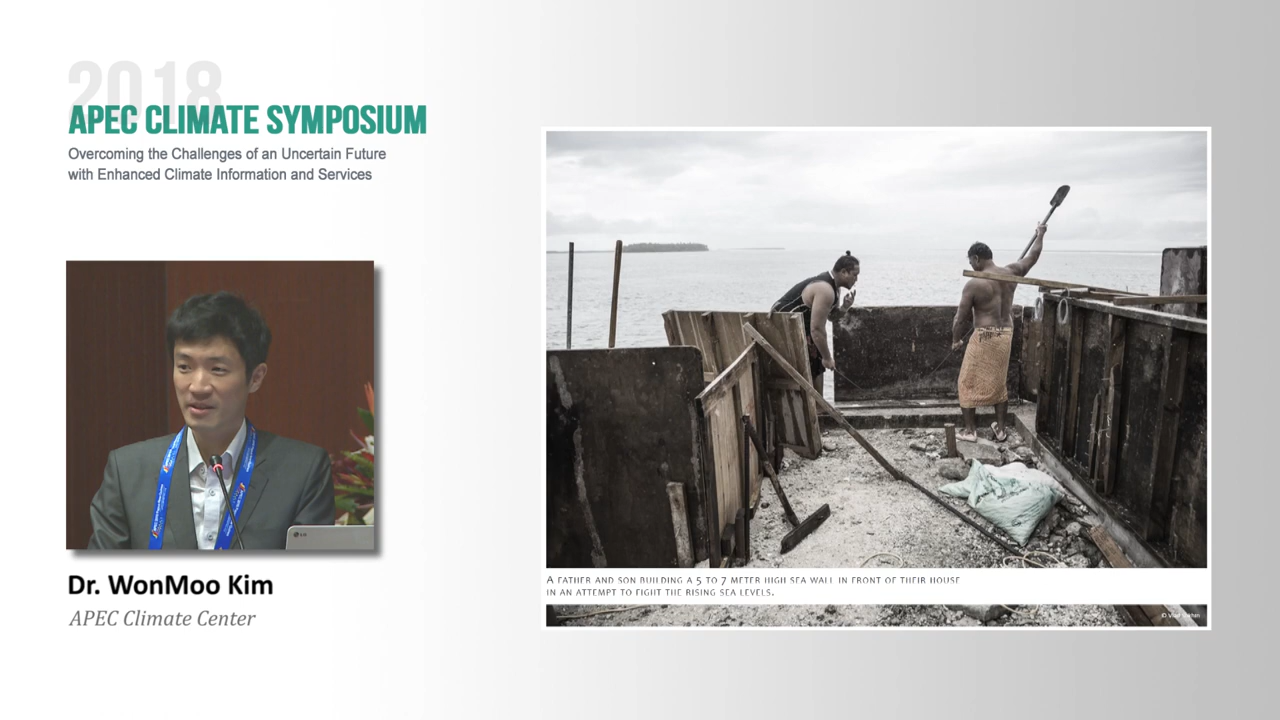 2018
APEC CLIMATE SYMPOSIUM
Overcoming the Challenges of an Uncertain Future
with Enhanced Climate Information and Services
LG
Dr. WonMoo Kim
APEC Climate Center
A FATHER AND SON BUILDING A 5 TO 7 METER HIGH SEA WALL IN FRONT OF THEIR HOUSE
IN AN ATTEMPT TO FIGHT THE RISING SEA LEVELS.